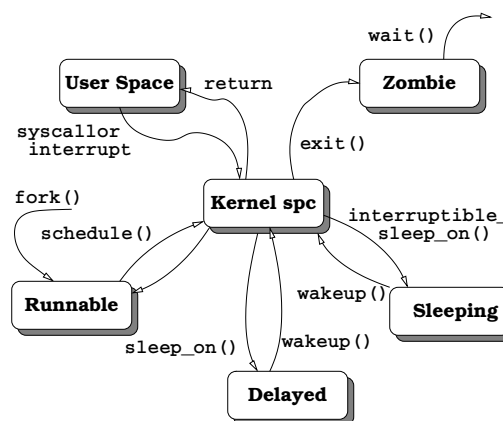 wait()
User Space
return
Zombie
syscallor
interrupt
exit()
fork()
Kernel spc
interruptible_
schedule()
sleep_on()
Runnable
wakeup()
Sleeping
sleep_on()
wakeup()
Delayed